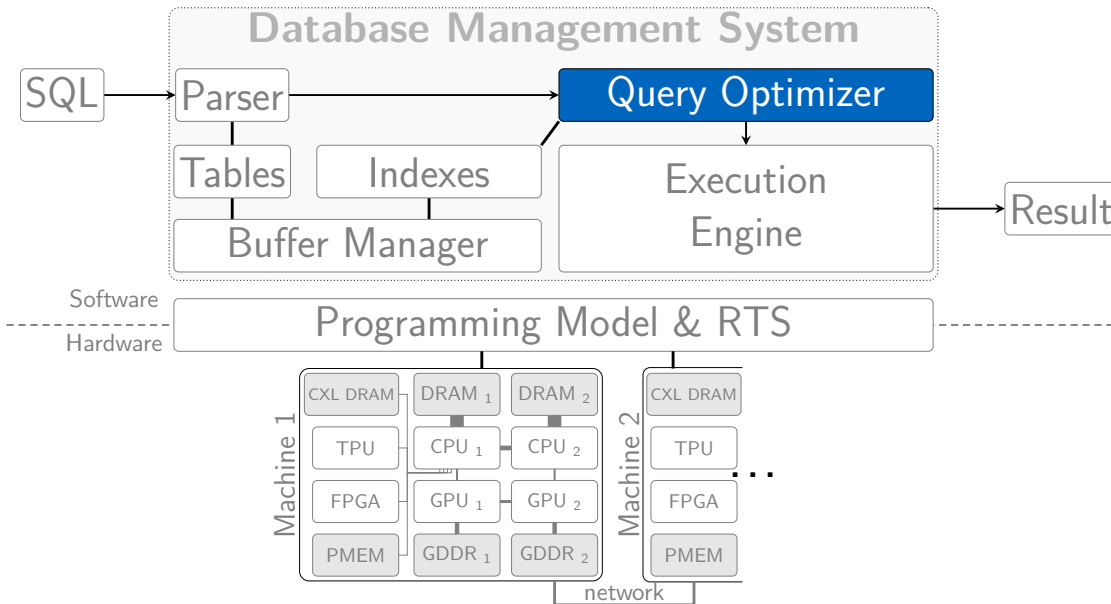 Database Management System
SQL
Parser
Query Optimizer
Tables
Indexes
Execution
Engine
Result
Buffer Manager
Software
Hardware
Programming Model & RTS
Machine 1
CXL DRAM
DRAM 1
DRAM 2
TPU
CPU 1
CPU 2
FPGA
GPU 1
GPU 2
PMEM
GDDR 1
GDDR 2
Machine 2
CXL DRAM
TPU
...
FPGA
PMEM
network